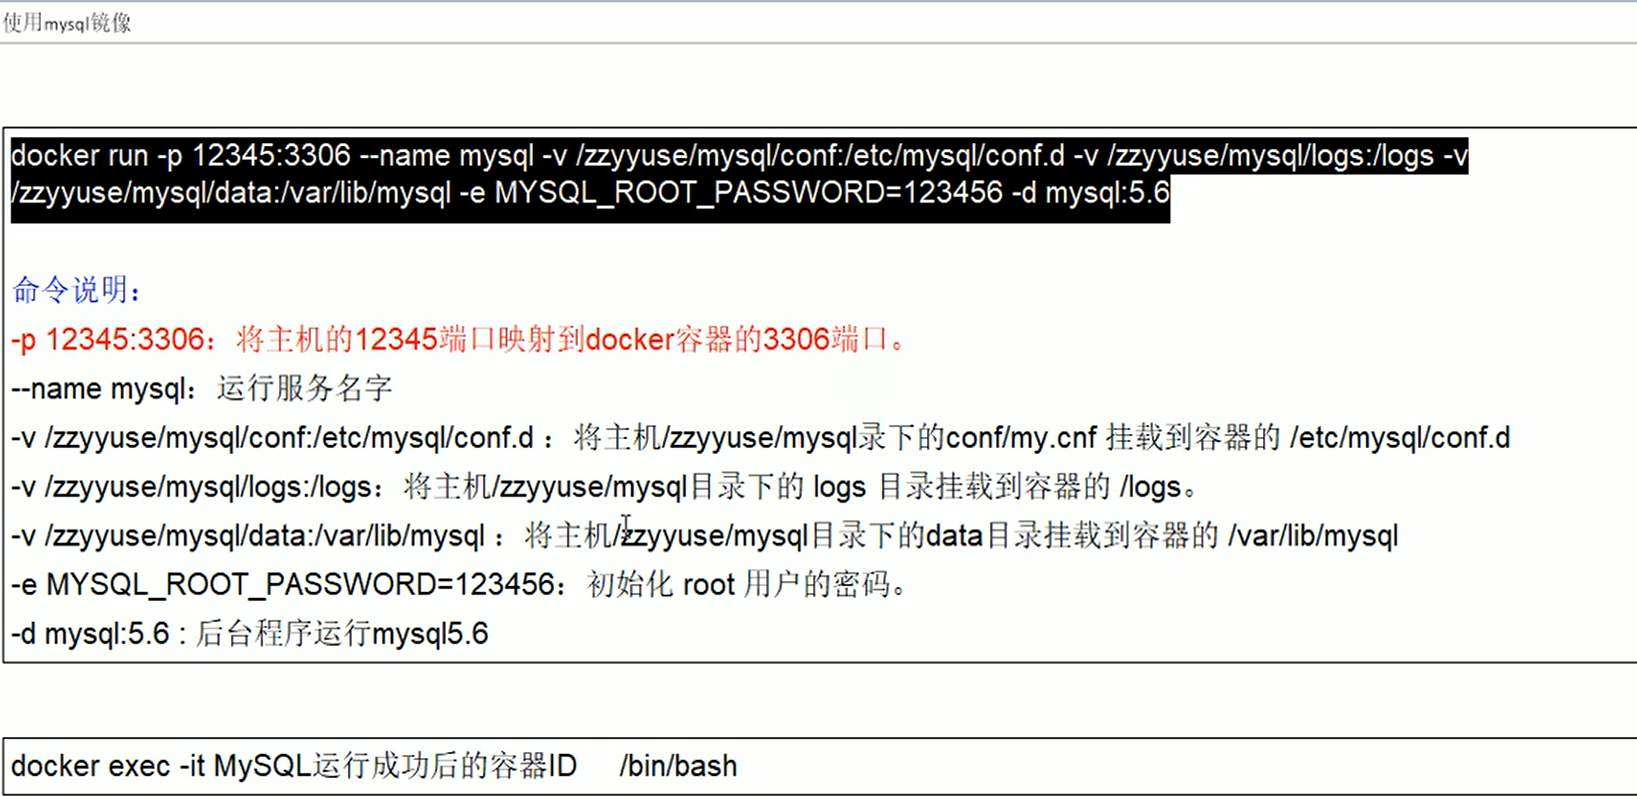 使用mysql镜像
docker run -p 12345:3306 --name mysql -v /zzyyuse/mysql/conf:/etc/mysql/conf.d -v /zzyyuse/mysql/logs:/logs -v
/zzyyuse/mysql/data:/var/lib/mysql -e MYSQL_ROOT_PASSWORD=123456 -d mysql:5.6
命令说明：
-p 12345:3306：将主机的12345端口映射到docker容器的3306端口。
--name mysql：运行服务名字
-v /zzyyuse/mysql/conf:/etc/mysql/conf.d ：将主机/zzyyuse/mysql录下的conf/my.cnf 挂载到容器的 /etc/mysql/conf.d
-v /zzyyuse/mysql/logs:/logs：将主机/zzyyuse/mysql目录下的 logs 目录挂载到容器的 /logs。
-v /zzyyuse/mysql/data:/var/lib/mysql ：将主机/zzyyuse/mysql目录下的data目录挂载到容器的 /var/lib/mysql
-e MYSQL_ROOT_PASSWORD=123456：初始化 root 用户的密码。
-d mysql:5.6 : 后台程序运行mysql5.6
docker exec -it MySQL运行成功后的容器ID /bin/bash